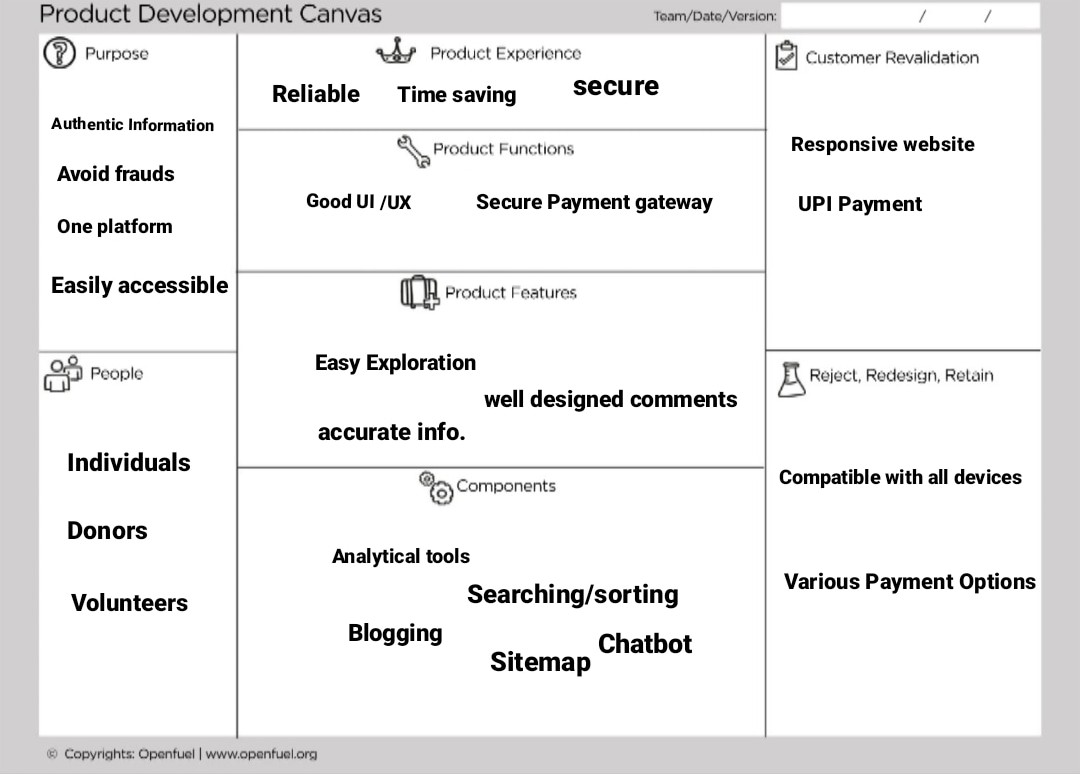 Product Development Canvas
Team/Date/Version: / /
Purpose
Authentic Information
Avoid frauds
One platform
Easily accessible
People
Individuals
Donors
Volunteers
Product Experience
Reliable Time saving secure
Product Functions
Good UI /UX Secure Payment gateway
Product Features
Easy Exploration
well designed comments
accurate info.
Components
Analytical tools
Searching/sorting
Blogging
Chatbot
Sitemap
Customer Revalidation
Responsive website
UPI Payment
Reject, Redesign, Retain
Compatible with all devices
Various Payment Options
© Copyrights: Openfuel | www.openfuel.org